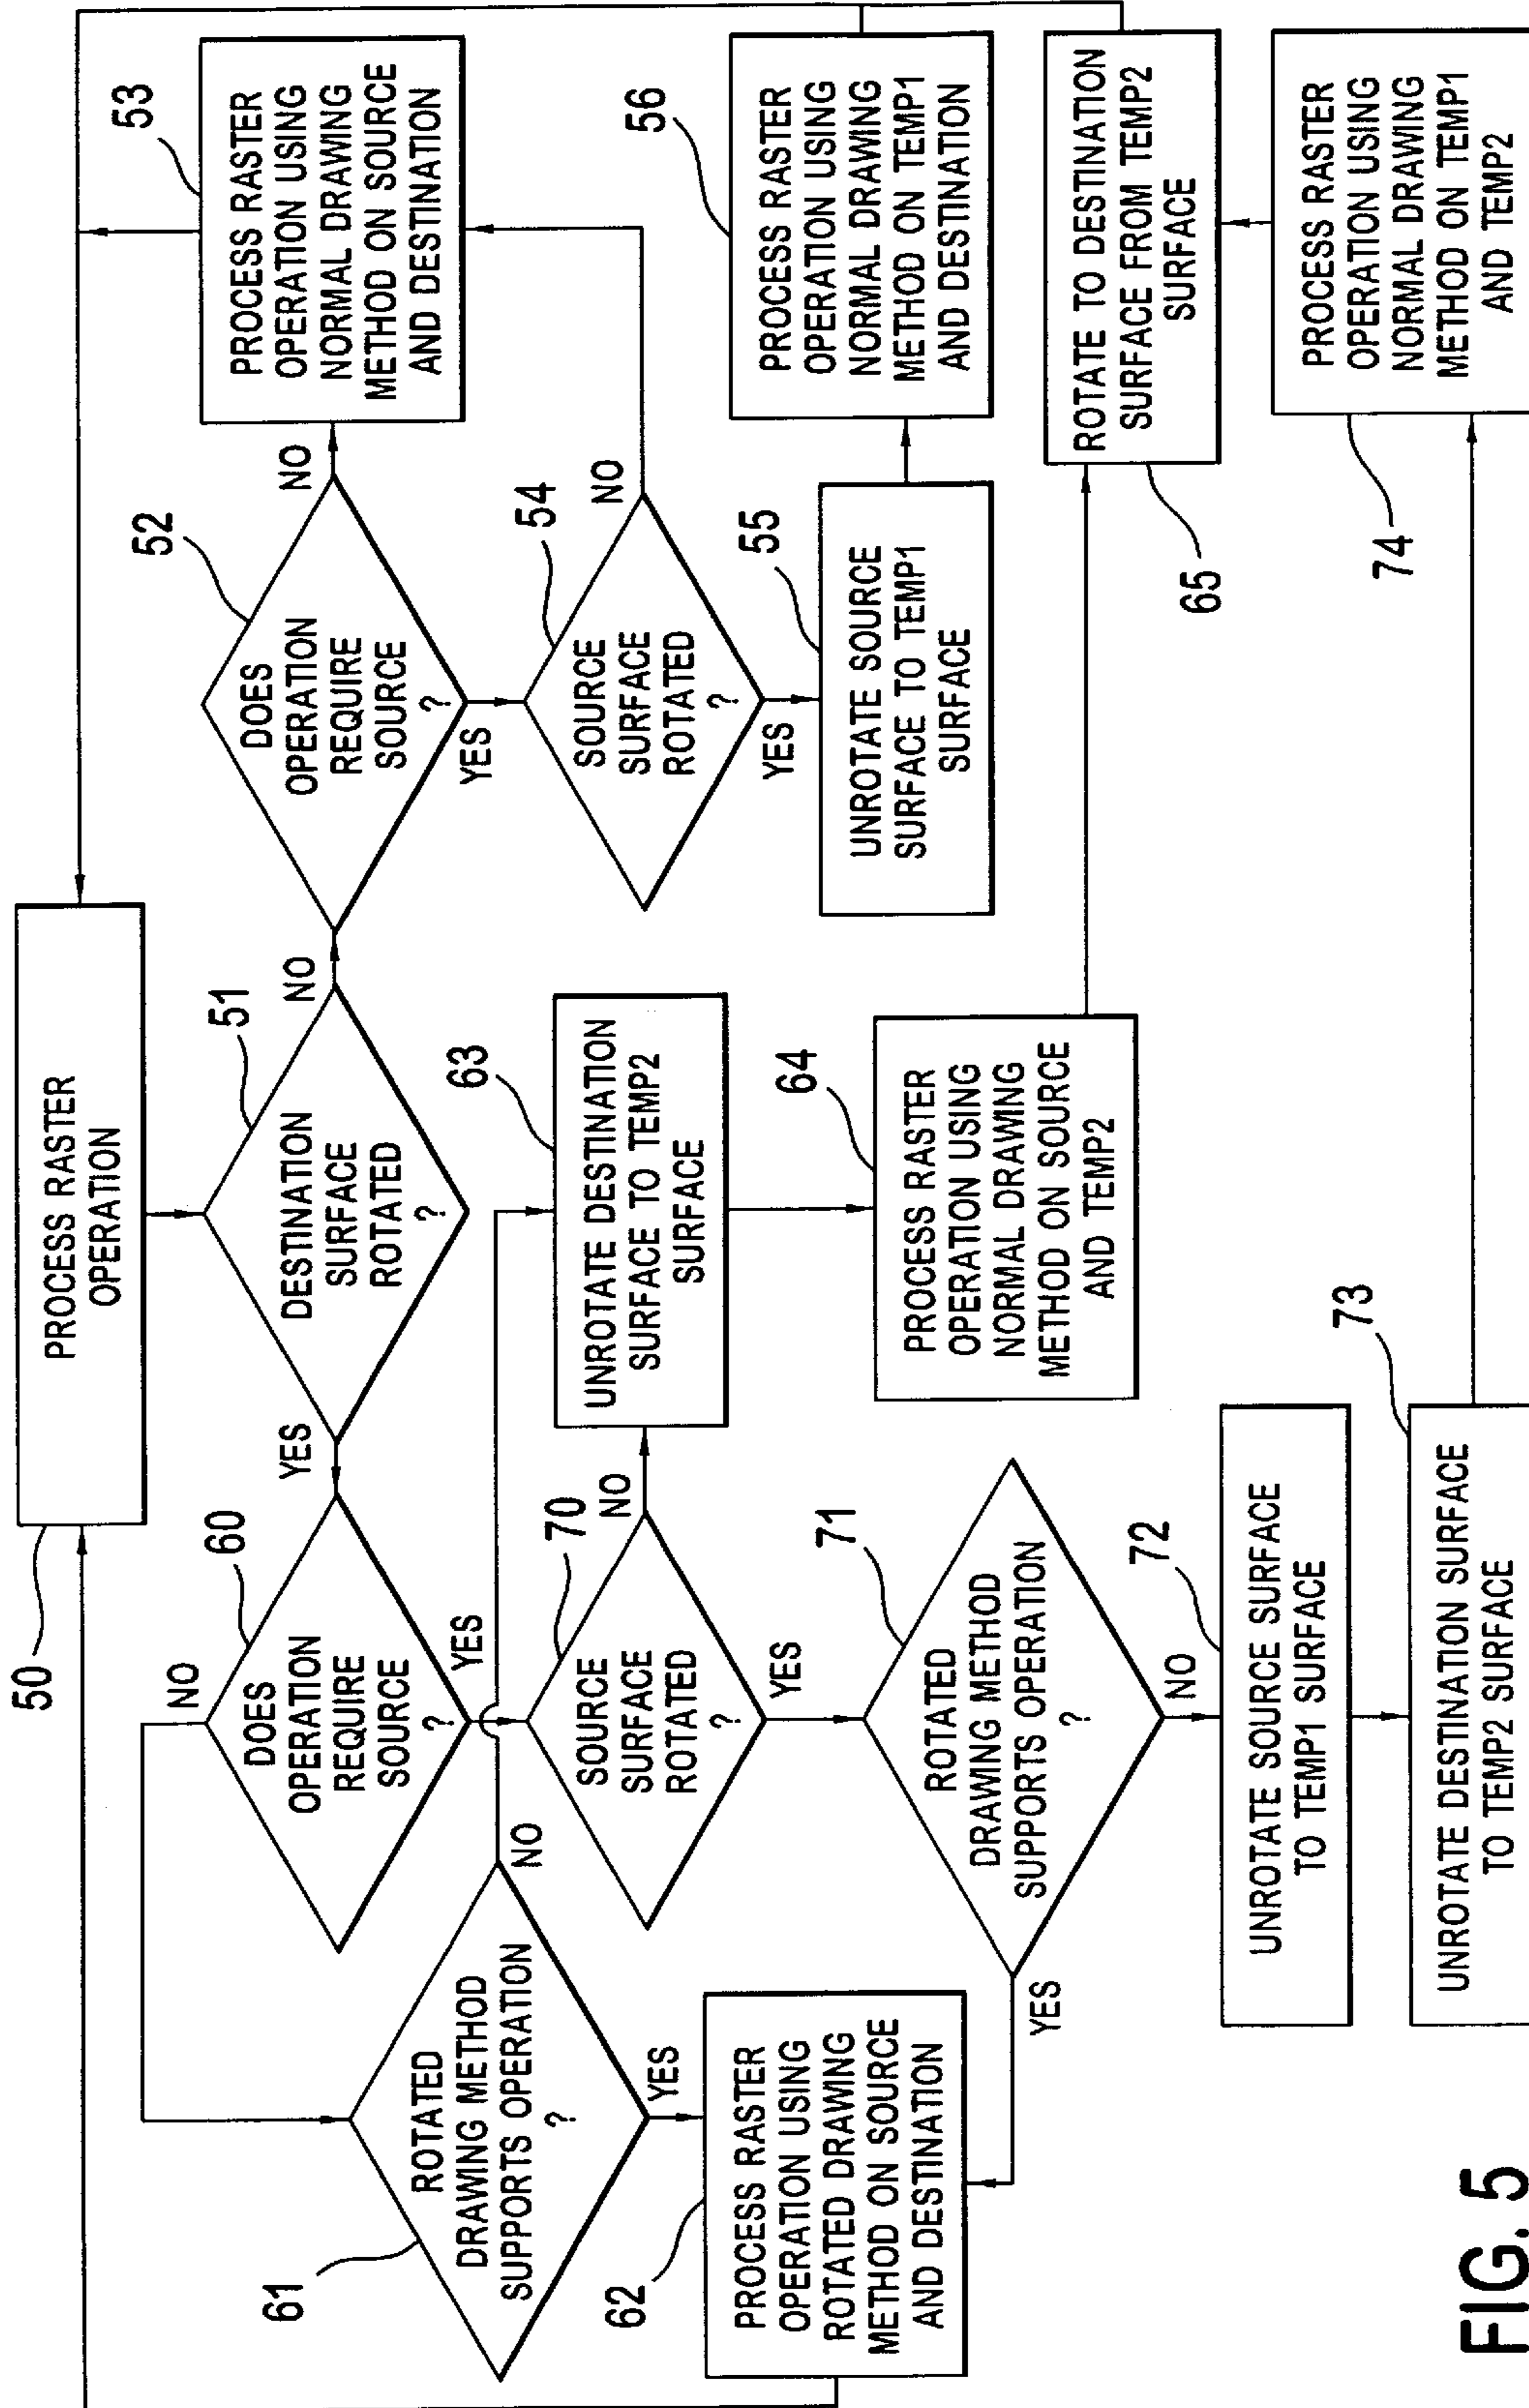 50
PROCESS RASTER
OPERATION
51
DESTINATION
SURFACE
ROTATED
?
YES
NO
52
DOES
OPERATION
REQUIRE
SOURCE
?
NO
YES
53
PROCESS RASTER
OPERATION USING
NORMAL DRAWING
METHOD ON SOURCE
AND DESTINATION
54
SOURCE
SURFACE
ROTATED
?
NO
YES
55
UNROTATE SOURCE
SURFACE TO TEMP1
SURFACE
56
PROCESS RASTER
OPERATION USING
NORMAL DRAWING
METHOD ON TEMP1
AND DESTINATION
60
DOES
OPERATION
REQUIRE
SOURCE
?
NO
YES
61
ROTATED
DRAWING METHOD
SUPPORTS OPERATION
?
NO
YES
62
PROCESS RASTER
OPERATION USING
ROTATED DRAWING
METHOD ON SOURCE
AND DESTINATION
63
UNROTATE DESTINATION
SURFACE TO TEMP2
SURFACE
64
PROCESS RASTER
OPERATION USING
NORMAL DRAWING
METHOD ON SOURCE
AND TEMP2
65
ROTATE TO DESTINATION
SURFACE FROM TEMP2
SURFACE
70
SOURCE
SURFACE
ROTATED
?
NO
YES
71
ROTATED
DRAWING METHOD
SUPPORTS OPERATION
?
YES
NO
72
UNROTATE SOURCE SURFACE
TO TEMP1 SURFACE
73
UNROTATE DESTINATION SURFACE
TO TEMP2 SURFACE
74
PROCESS RASTER
OPERATION USING
NORMAL DRAWING
METHOD ON TEMP1
AND TEMP2
FIG. 5